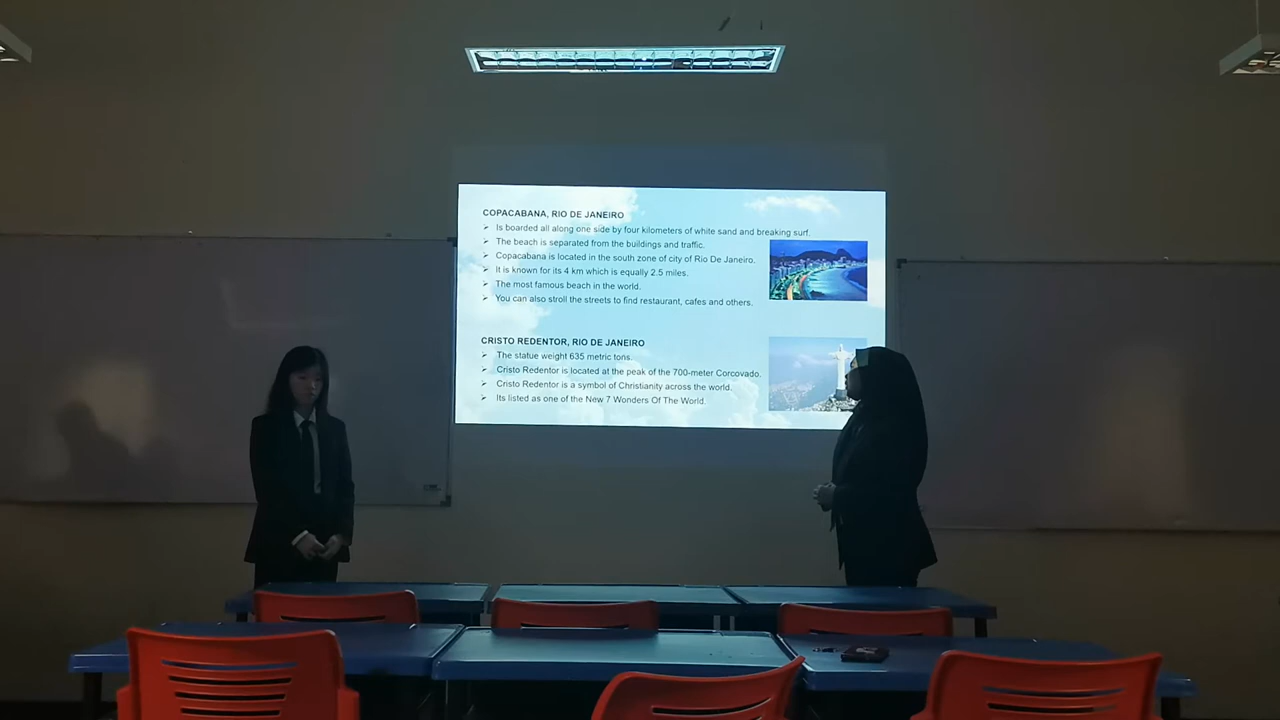 COPACABANA, RIO DE JANEIRO
Is boarded all along one side by four kilometers of white sand and breaking surf.
The beach is separated from the buildings and traffic.
Copacabana is located in the south zone of city of Rio De Janeiro.
It is known for its 4 km which is equally 2.5 miles.
The most famous beach in the world.
You can also stroll the streets to find restaurant, cafes and others.
CRISTO REDENTOR, RIO DE JANEIRO
The statue weight 635 metric tons.
Cristo Redentor is located at the peak of the 700-meter Corcovado.
Cristo Redentor is a symbol of Christianity across the world.
Its listed as one of the New 7 Wonders Of The World.